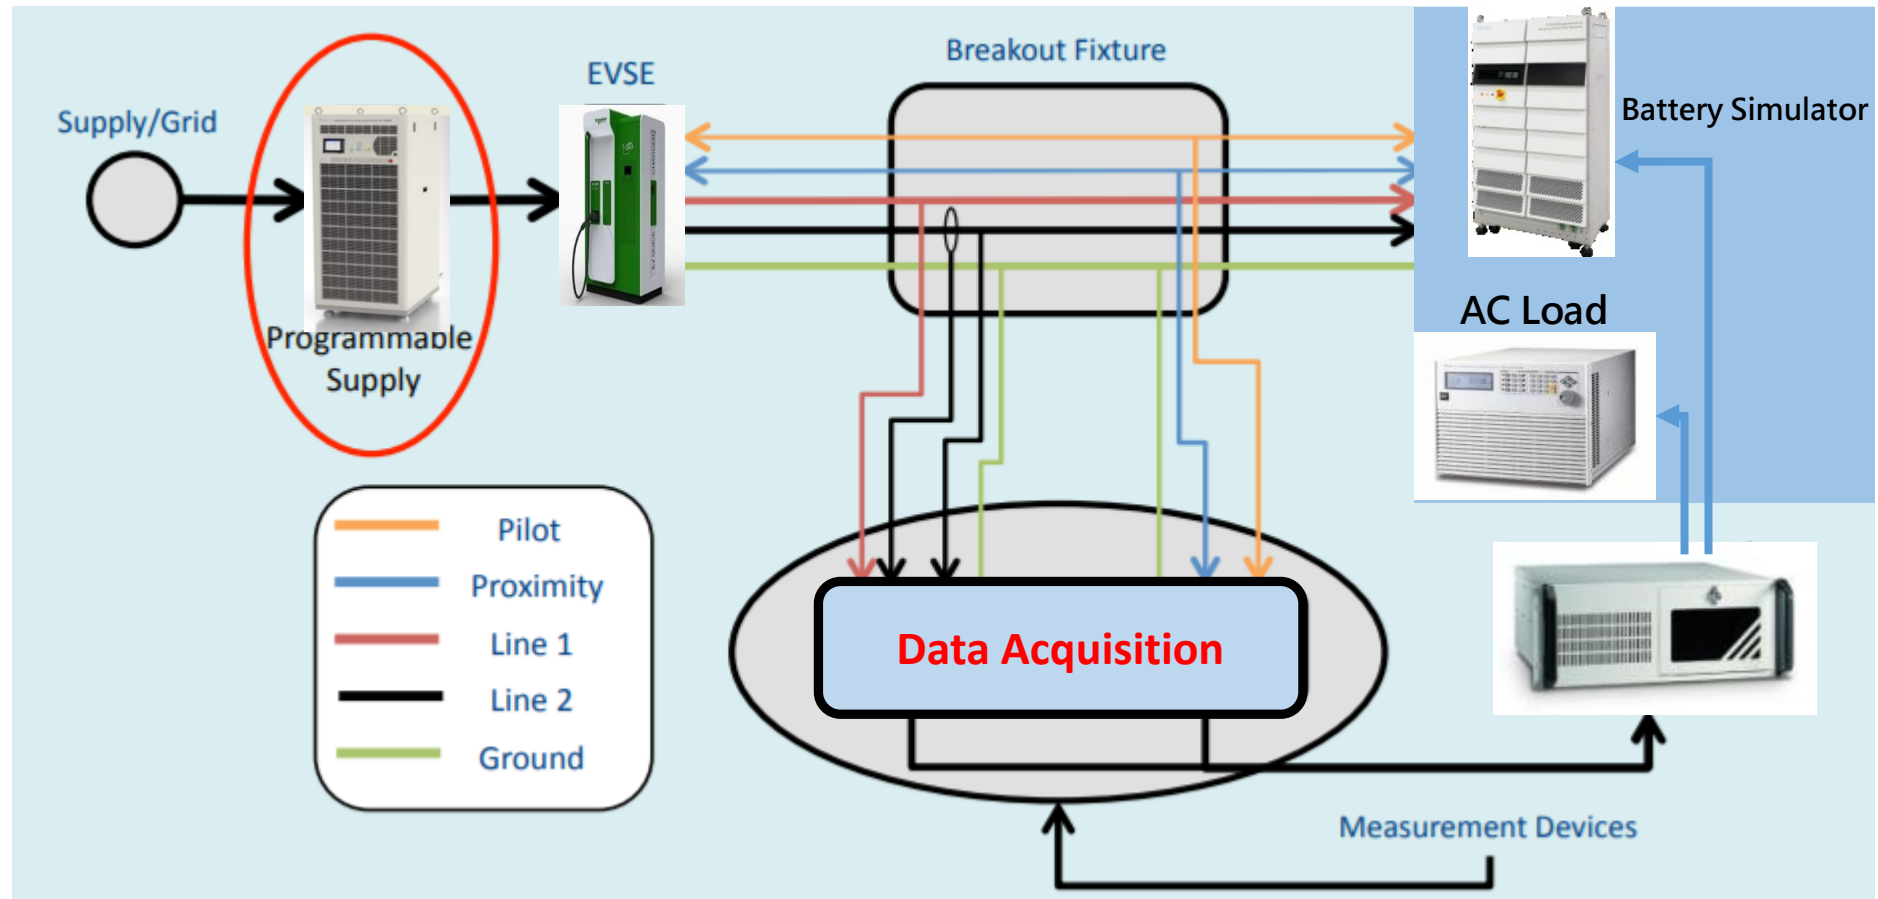 Supply/Grid
Programmable
Supply
EVSE
Breakout Fixture
Battery Simulator
AC Load
Pilot
Proximity
Line 1
Line 2
Ground
Data Acquisition
Measurement Devices